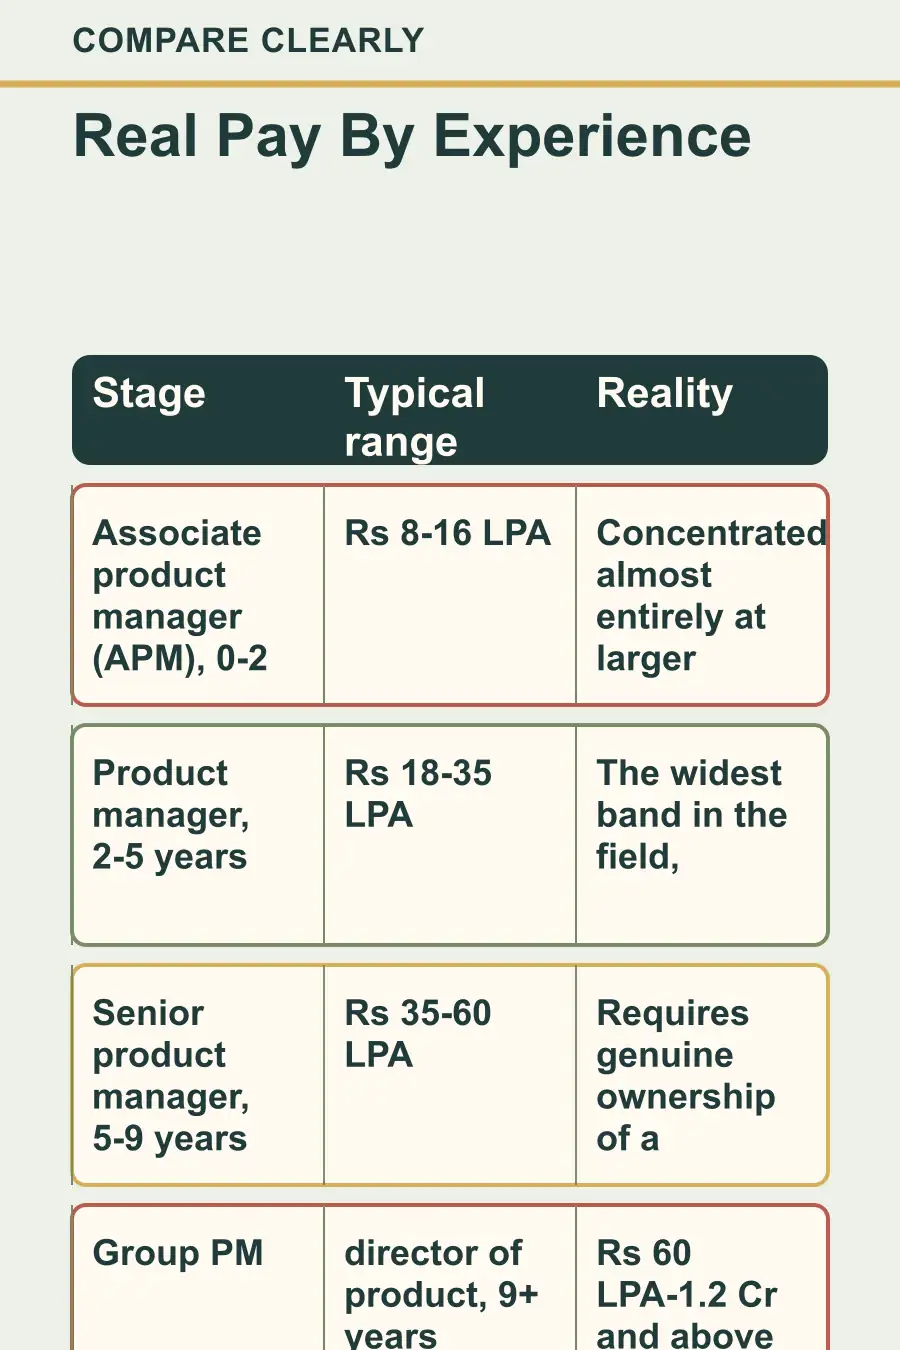 COMPARE CLEARLY
Real Pay By Experience
Stage
Typical
range
Reality
Associate
product
manager
(APM), 0-2
Rs 8-16 LPA
Concentrated
almost
entirely at
larger
Product
manager,
2-5 years
Rs 18-35
LPA
The widest
band in the
field,
Senior
product
manager,
5-9 years
Rs 35-60
LPA
Requires
genuine
ownership
of a
Group PM
director of
product, 9+
years
Rs 60
LPA-1.2 Cr
and above